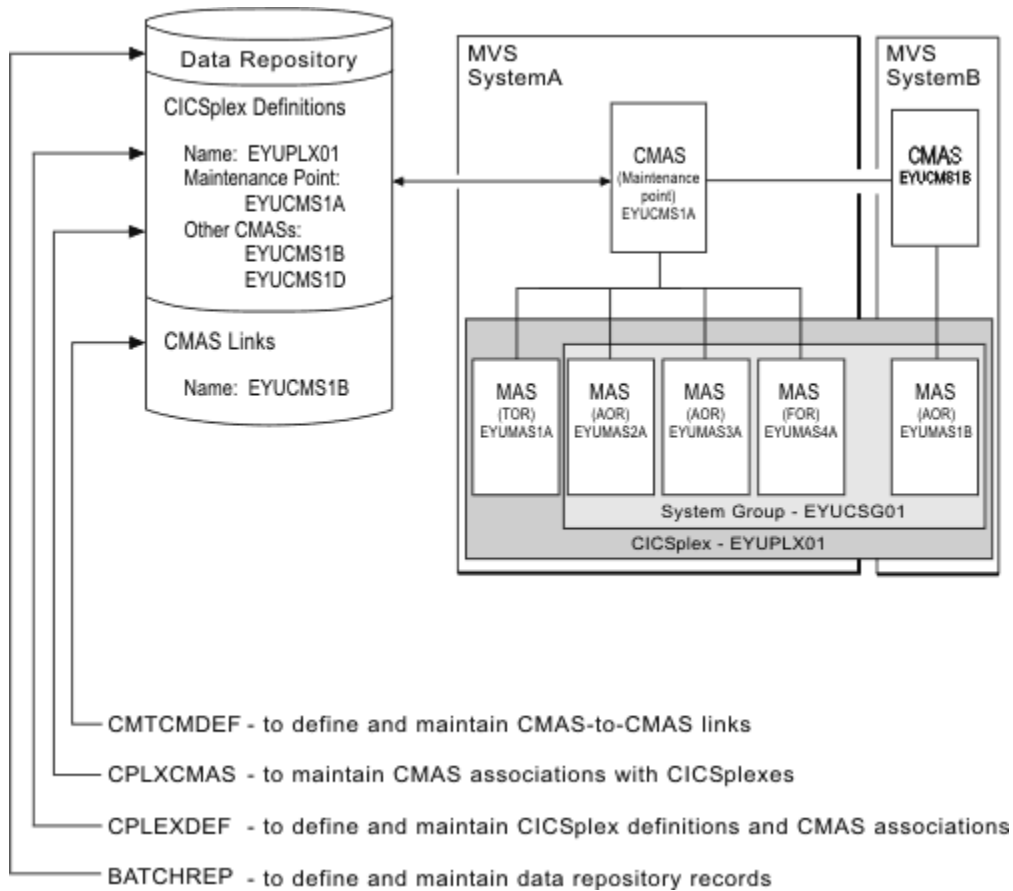 Data Repository
CICSplex Definitions
Name: EYUPLX01
Maintenance Point:
EYUCMS1A
Other CMASs:
EYUCMS1B
EYUCMS1D
CMAS Links
Name: EYUCMS1B
MVS
SystemA
CMAS
(Maintenance
point)
EYUCMS1A
MVS
SystemB
CMAS
EYUCMS1B
MAS
(TOR)
EYUMAS1A
MAS
(AOR)
EYUMAS2A
MAS
(AOR)
EYUMAS3A
MAS
(FOR)
EYUMAS4A
MAS
(AOR)
EYUMAS1B
System Group - EYUCSG01
CICSplex - EYUPLX01
CMTCMDEF - to define and maintain CMAS-to-CMAS links
CPLXCMAS - to maintain CMAS associations with CICSplexes
CPLEXDEF - to define and maintain CICSplex definitions and CMAS associations
BATCHREP - to define and maintain data repository records